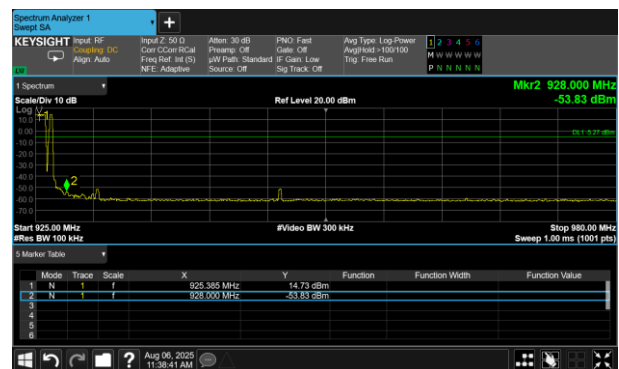 Spectrum Analyzer 1
Swept SA
+
KEYSIGHT
Input: RF
Coupling: DC
Align: Auto
Input Z: 50 Ω
Corr CCorr RCal
Freq Ref: Int (S)
NFE: Adaptive
Atten: 30 dB
Preamp: Off
µW Path: Standard
Source: Off
PNO: Fast
Gate: Off
IF Gain: Low
Sig Track: Off
Avg Type: Log-Power
Avg|Hold:>100/100
Trig: Free Run
1 2 3 4 5 6
M W W W W W
P N N N N N
LW
1 Spectrum
Mkr2 928.000 MHz
Scale/Div 10 dB
Ref Level 20.00 dBm
-53.83 dBm
Log
10.0
0.00
DL1 -5.27 dBm
-10.0
-20.0
-30.0
-40.0
-50.0
-60.0
-70.0
1
2
Start 925.00 MHz
#Video BW 300 kHz
Stop 980.00 MHz
#Res BW 100 kHz
Sweep 1.00 ms (1001 pts)
5 Marker Table
Mode Trace Scale X Y Function Function Width Function Value
1 N 1 f 925.385 MHz 14.73 dBm
2 N 1 f 928.000 MHz -53.83 dBm
3
4
5
6
?
Aug 06, 2025
11:38:41 AM